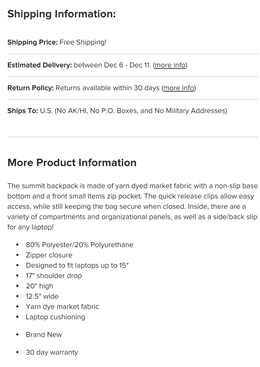 Shipping Information:
Shipping Price: Free Shipping!
Estimated Delivery: between Dec 6 - Dec 11. (more info)
Return Policy: Returns available within 30 days (more info)
Ships To: U.S. (No AK/HI, No P.O. Boxes, and No Military Addresses)
More Product Information
The summit backpack is made of yarn dyed market fabric with a non-slip base
bottom and a front small items zip pocket. The quick release clips allow easy
access, while still keeping the bag secure when closed. Inside, there are a
variety of compartments and organizational panels, as well as a side/back slip
for any laptop!
• 80% Polyester/20% Polyurethane
• Zipper closure
• Designed to fit laptops up to 15"
• 17" shoulder drop
• 20" high
• 12.5" wide
• Yarn dye market fabric
• Laptop cushioning
• Brand New
• 30 day warranty